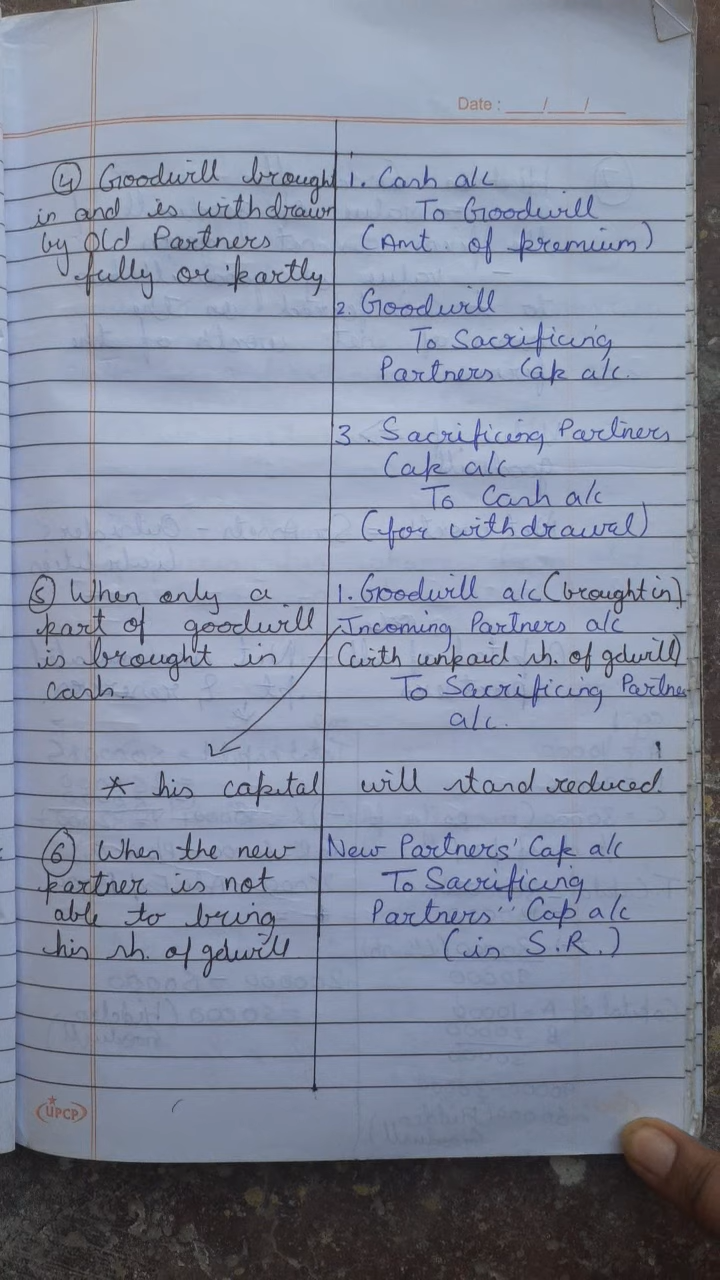 Date : ___/___/___
④ Goodwill brought
in and is withdrawn
by Old Partners
fully or partly
1. Cash a/c
To Goodwill
(Amt. of premium)
2. Goodwill
To Sacrificing
Partners Cap a/c.
3. Sacrificing Partners
Cap a/c
To Cash a/c
(for withdrawal)
⑤ When only a
part of goodwill
is brought in
cash.
1. Goodwill a/c (brought in)
Incoming Partners a/c
(with unpaid sh. of gdwill)
To Sacrificing Partne
a/c.
* his capital will stand reduced.
⑥ When the new
partner is not
able to bring
his sh. of gdwill
New Partners' Cap a/c
To Sacrificing
Partners'' Cap a/c
(in S.R.)
UPCP